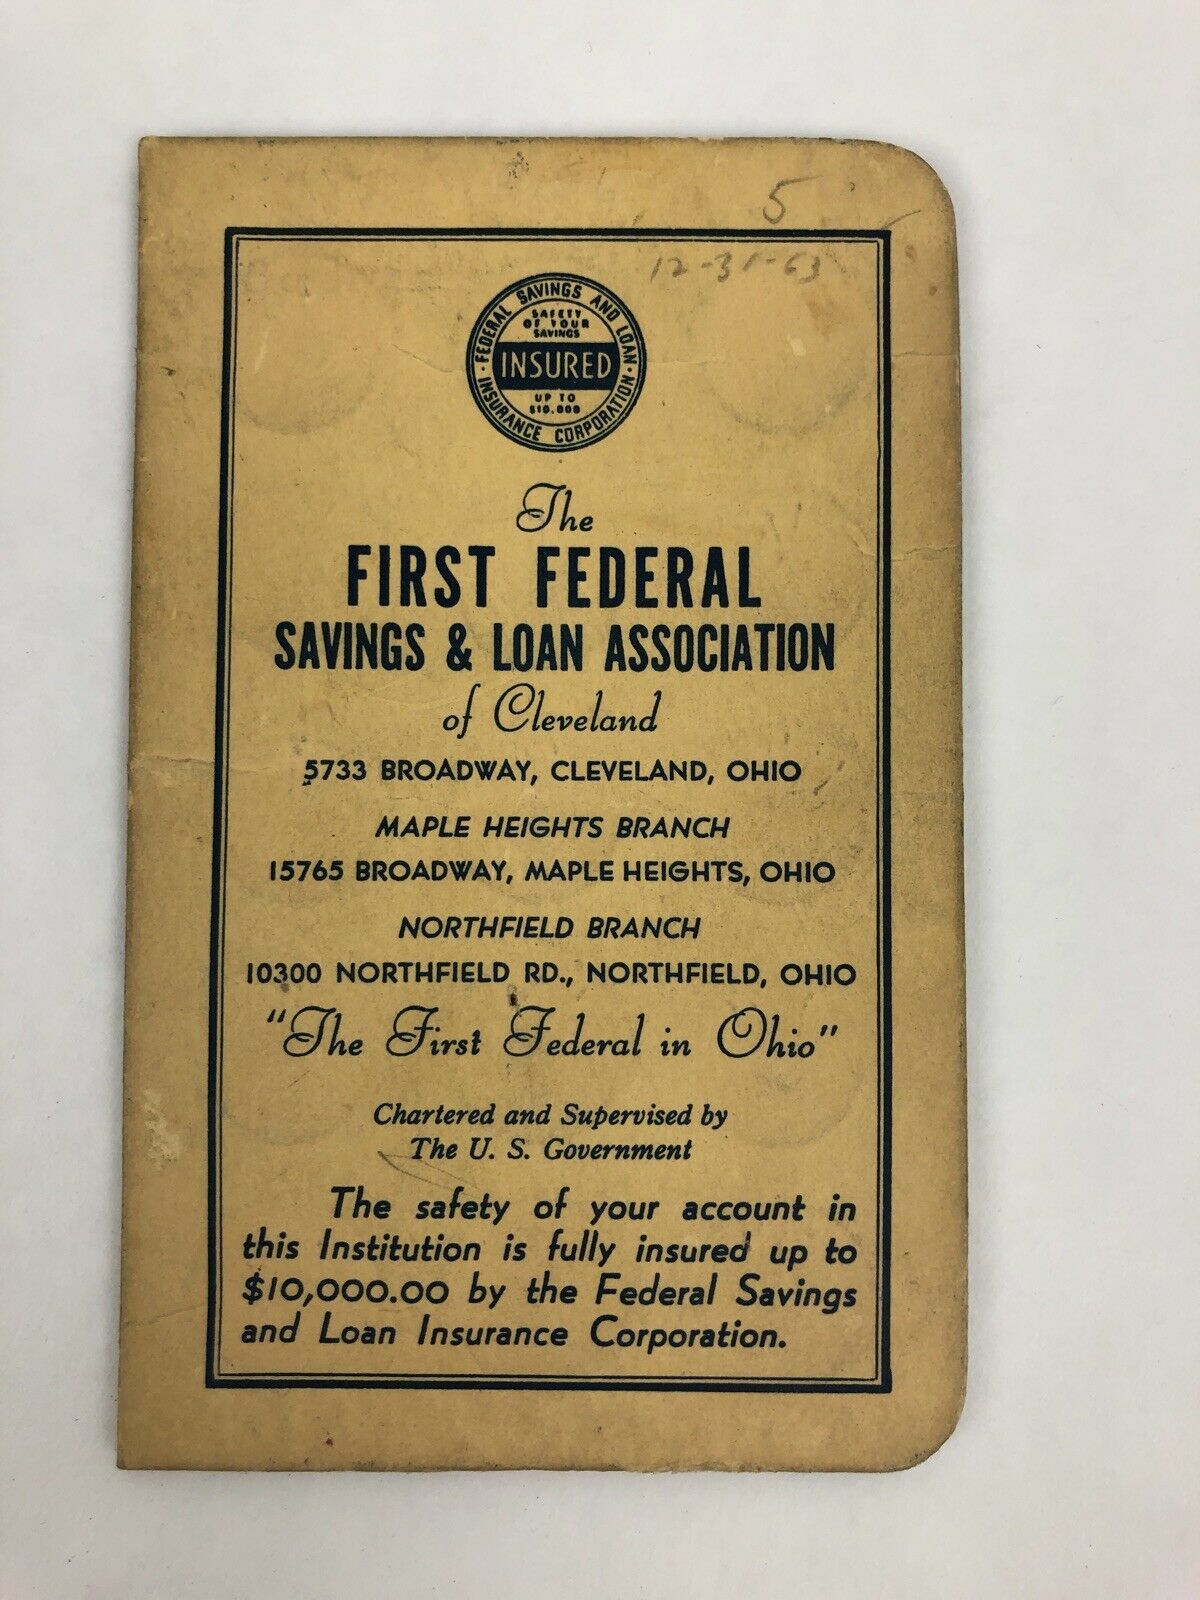 5
12-31-63
FEDERAL SAVINGS AND LOAN
INSURANCE CORPORATION
SAFETY
OF YOUR
SAVINGS
INSURED
UP TO
$10,000
The
FIRST FEDERAL
SAVINGS & LOAN ASSOCIATION
of Cleveland
5733 BROADWAY, CLEVELAND, OHIO
MAPLE HEIGHTS BRANCH
15765 BROADWAY, MAPLE HEIGHTS, OHIO
NORTHFIELD BRANCH
10300 NORTHFIELD RD., NORTHFIELD, OHIO
"The First Federal in Ohio"
Chartered and Supervised by
The U. S. Government
The safety of your account in
this Institution is fully insured up to
$10,000.00 by the Federal Savings
and Loan Insurance Corporation.